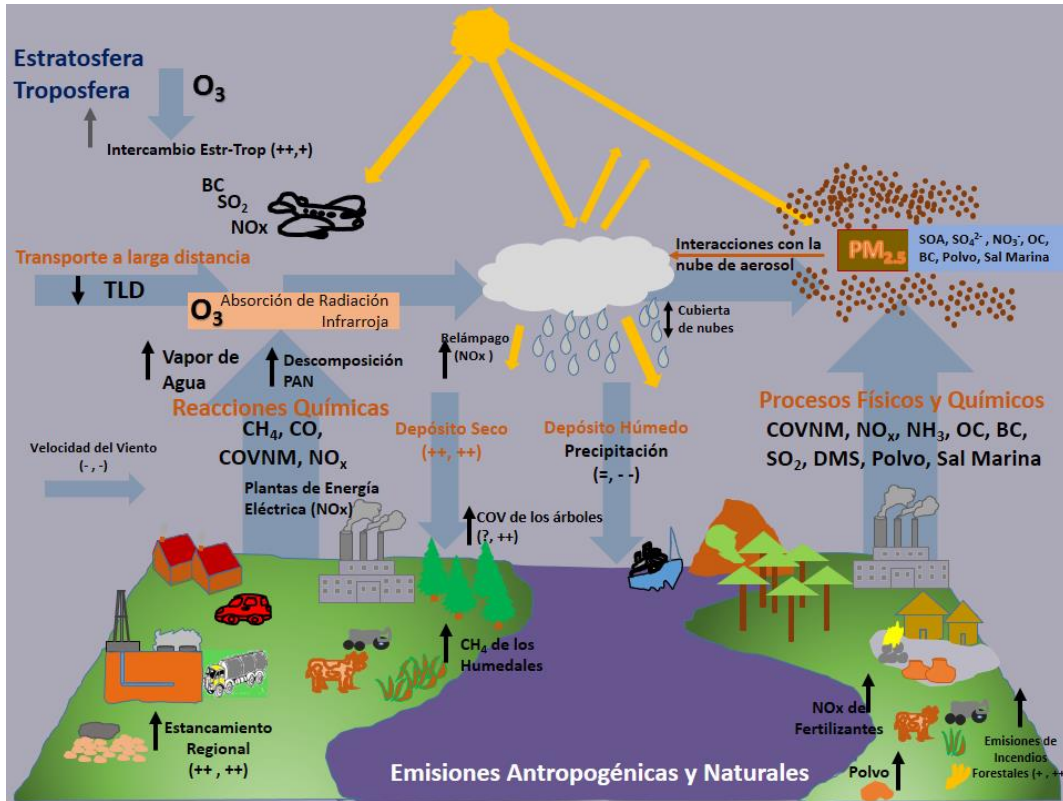 Estratosfera
Troposfera
O₃
Intercambio Estr-Trop (++,+)
BC
SO₂
NOx
Transporte a larga distancia
TLD
O₃
Absorción de Radiación
Infrarroja
Interacciones con la
nube de aerosol
PM₂.₅
SOA, SO₄²⁻ , NO₃⁻, OC,
BC, Polvo, Sal Marina
Cubierta
de nubes
Relámpago
(NOx )
Vapor de
Agua
Descomposición
PAN
Reacciones Químicas
CH₄, CO,
COVNM, NOₓ
Plantas de Energía
Eléctrica (NOx)
Velocidad del Viento
(- , -)
Depósito Seco
(++, ++)
Depósito Húmedo
Precipitación
(=, - -)
Procesos Físicos y Químicos
COVNM, NOₓ, NH₃, OC, BC,
SO₂, DMS, Polvo, Sal Marina
COV de los árboles
(?, ++)
CH₄ de los
Humedales
Estancamiento
Regional
(++ , ++)
NOx de
Fertilizantes
Polvo
Emisiones de
Incendios
Forestales (+ , ++
Emisiones Antropogénicas y Naturales